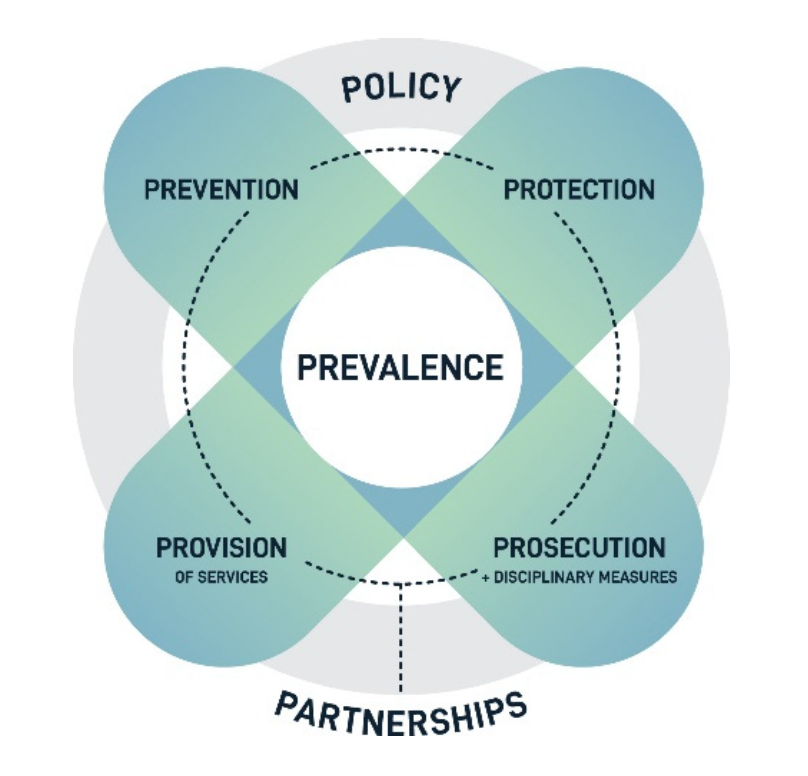 POLICY
PREVENTION
PROTECTION
PREVALENCE
PROVISION
OF SERVICES
PROSECUTION
+ DISCIPLINARY MEASURES
PARTNERSHIPS